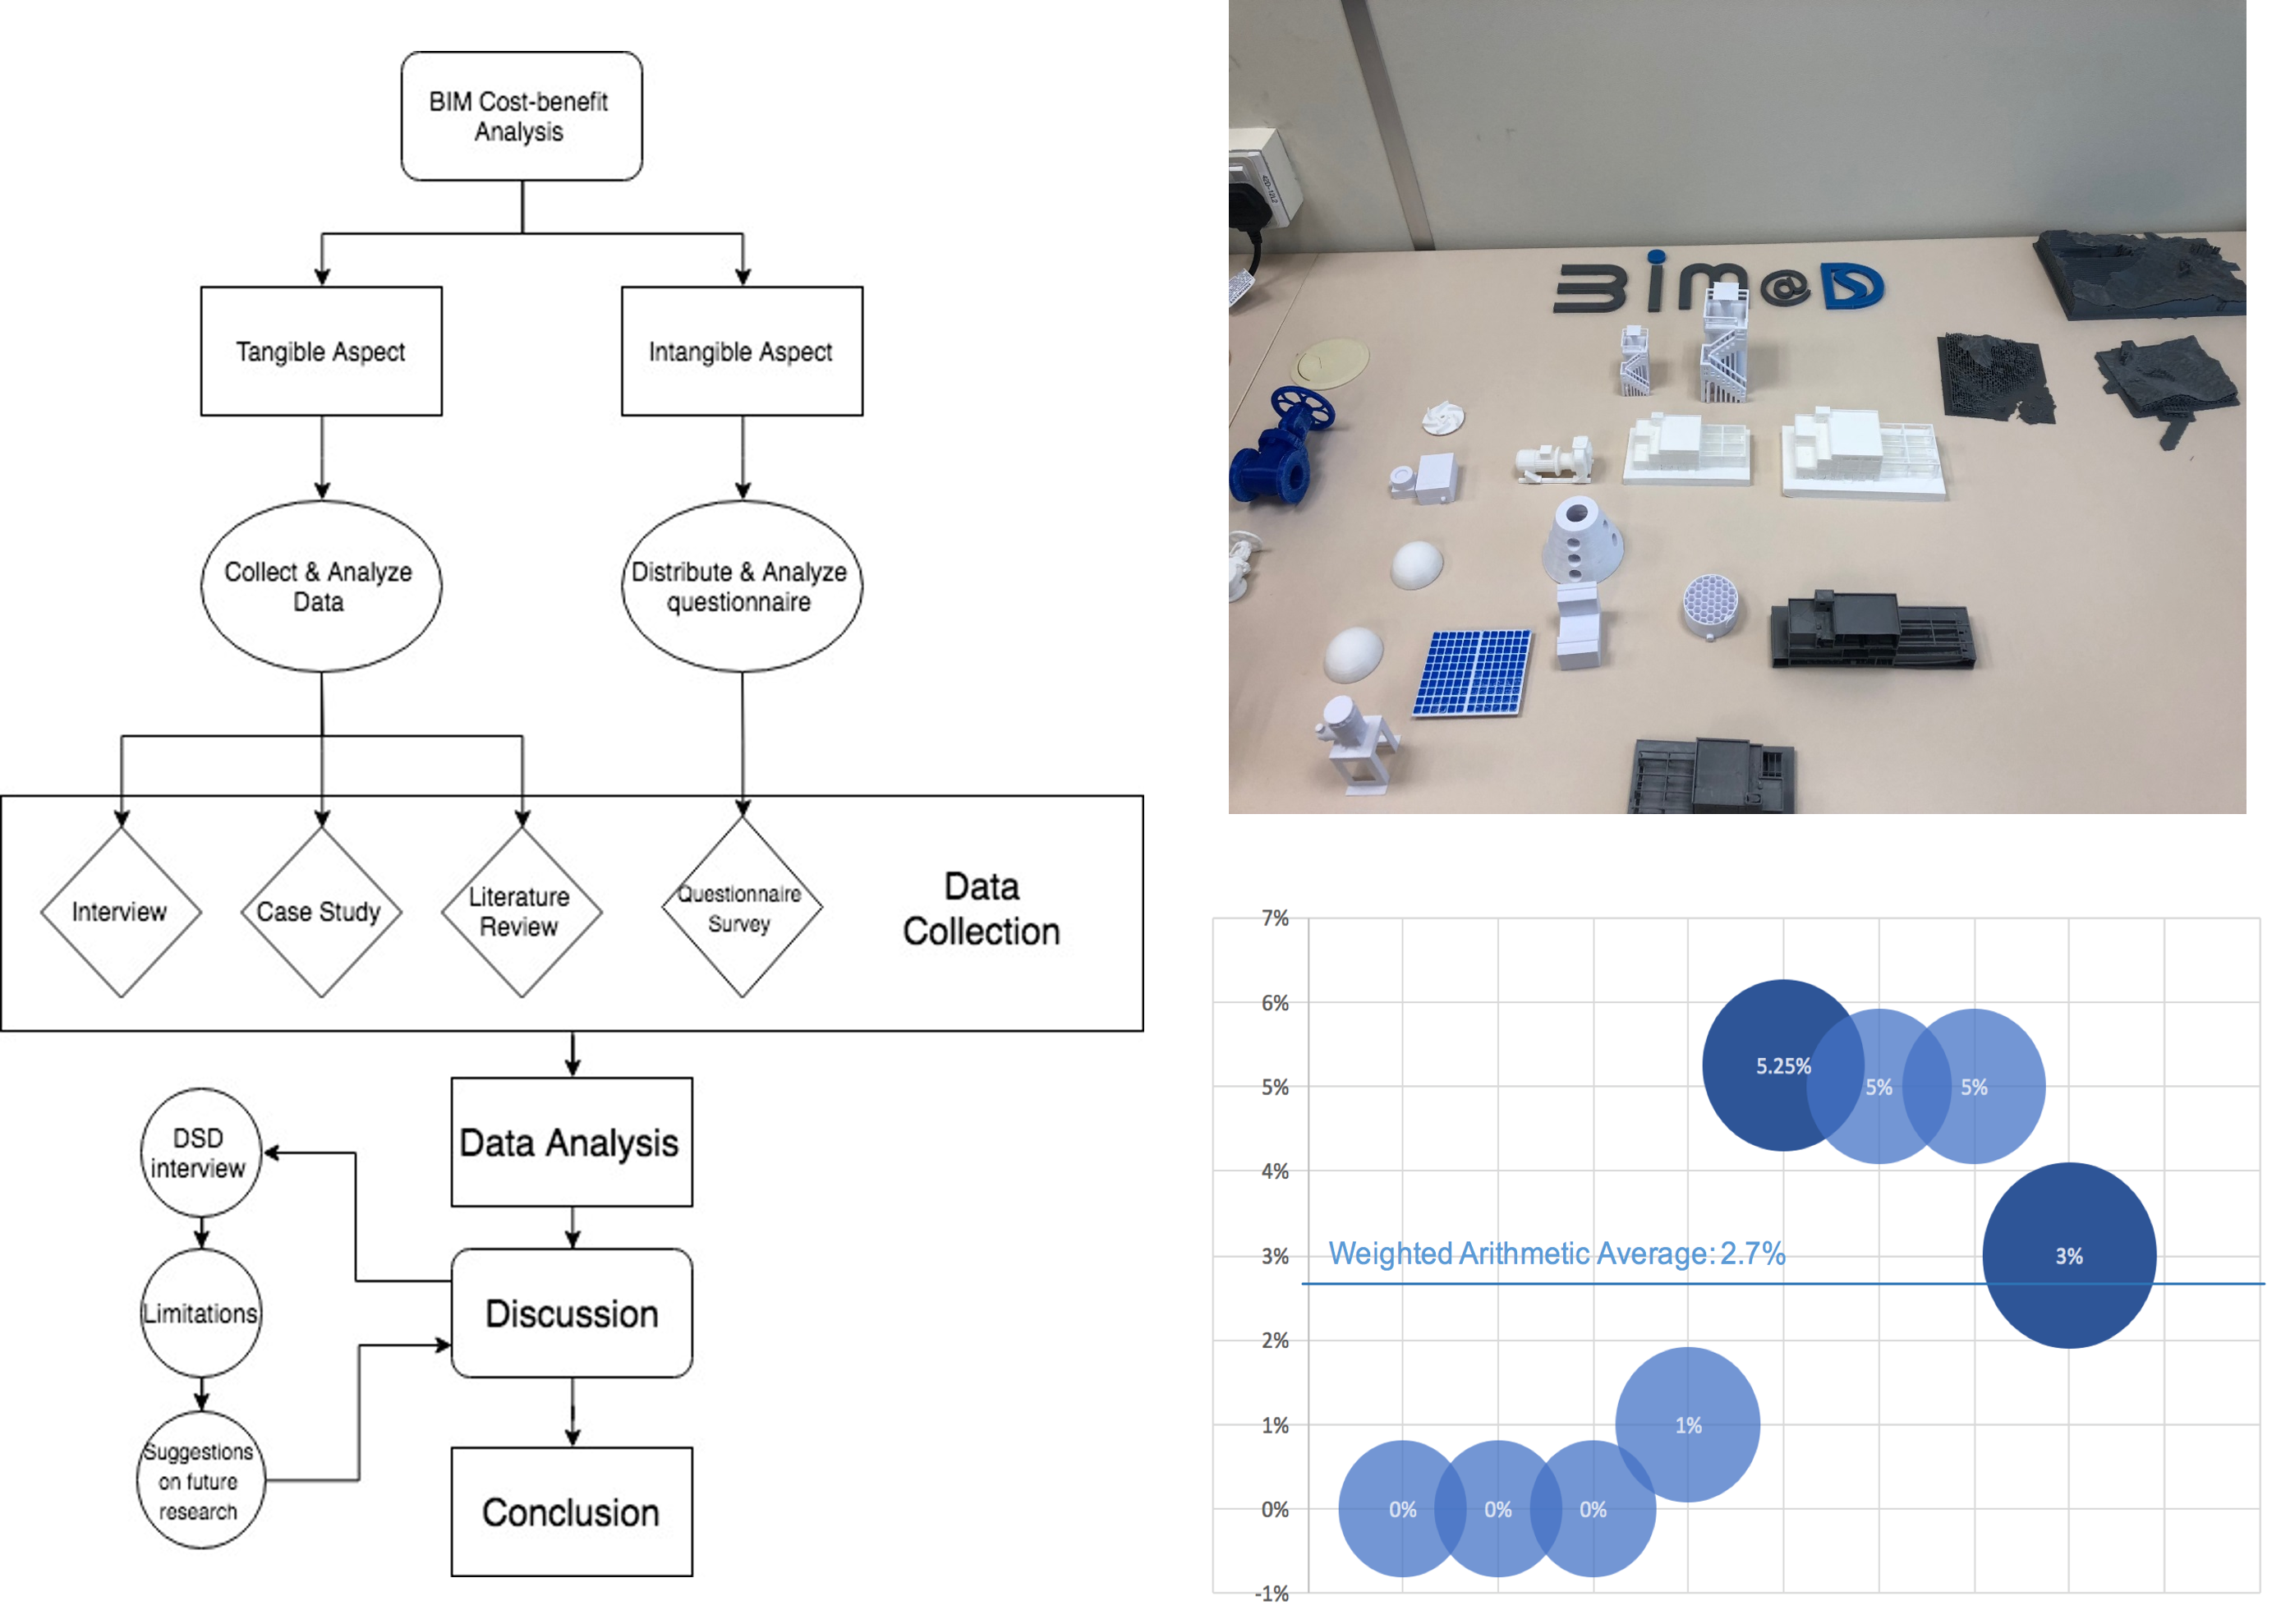 BIM Cost-benefit
Analysis
Tangible Aspect
Intangible Aspect
Collect & Analyze
Data
Distribute & Analyze
questionnaire
Interview
Case Study
Literature
Review
Questionnaire
Survey
Data
Collection
Data Analysis
DSD
interview
Limitations
Discussion
Suggestions
on future
research
Conclusion
BIM@D
7%
6%
5%
4%
3%
2%
1%
0%
-1%
5.25%
5%
5%
Weighted Arithmetic Average: 2.7%
3%
1%
0%
0%
0%